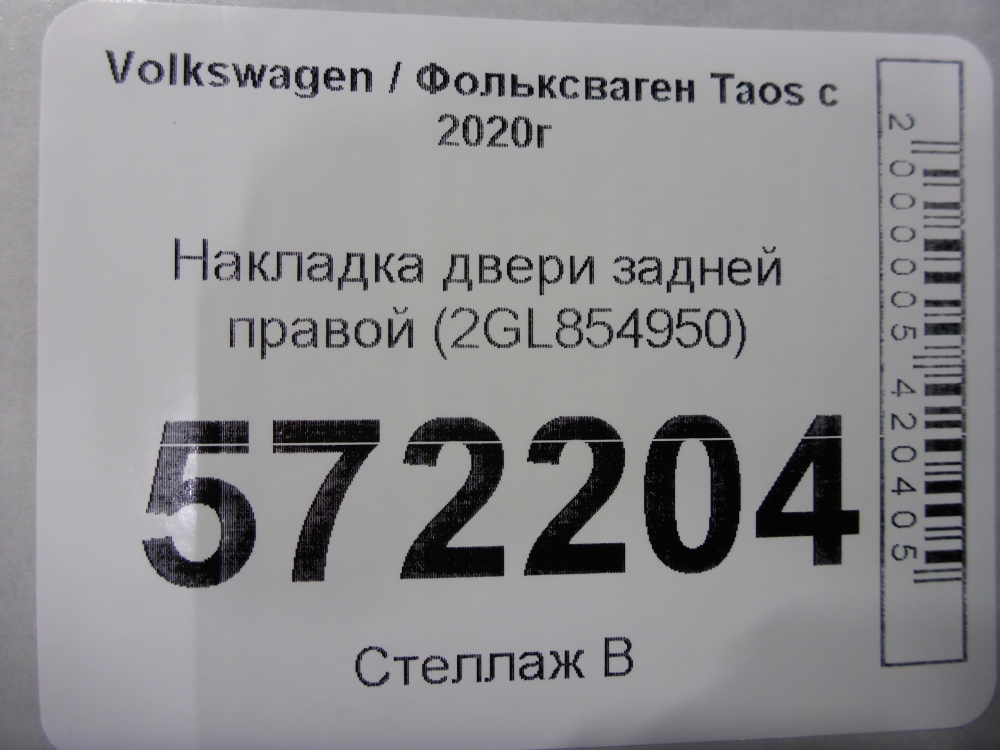 Volkswagen / Фольксваген Taos с
2020г
Накладка двери задней
правой (2GL854950)
572204
Стеллаж В
2000005420405